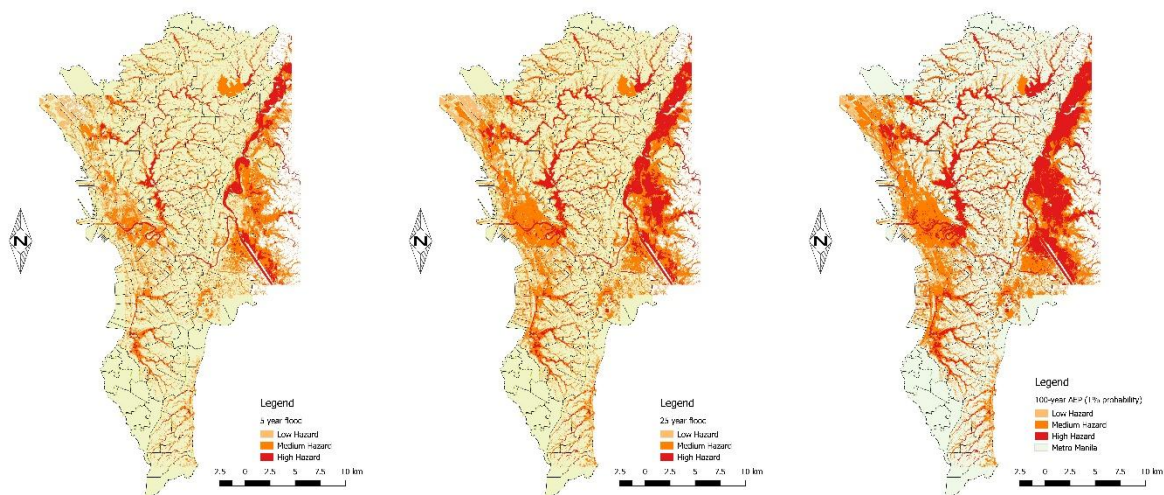 N
Legend
5 year flood
Low Hazard
Medium Hazard
High Hazard
2.5 0 2.5 5 7.5 10 km
N
Legend
25 year flood
Low Hazard
Medium Hazard
High Hazard
2.5 0 2.5 5 7.5 10 km
N
Legend
100-year AEP (1% probability)
Low Hazard
Medium Hazard
High Hazard
Metro Manila
2.5 0 2.5 5 7.5 10 km